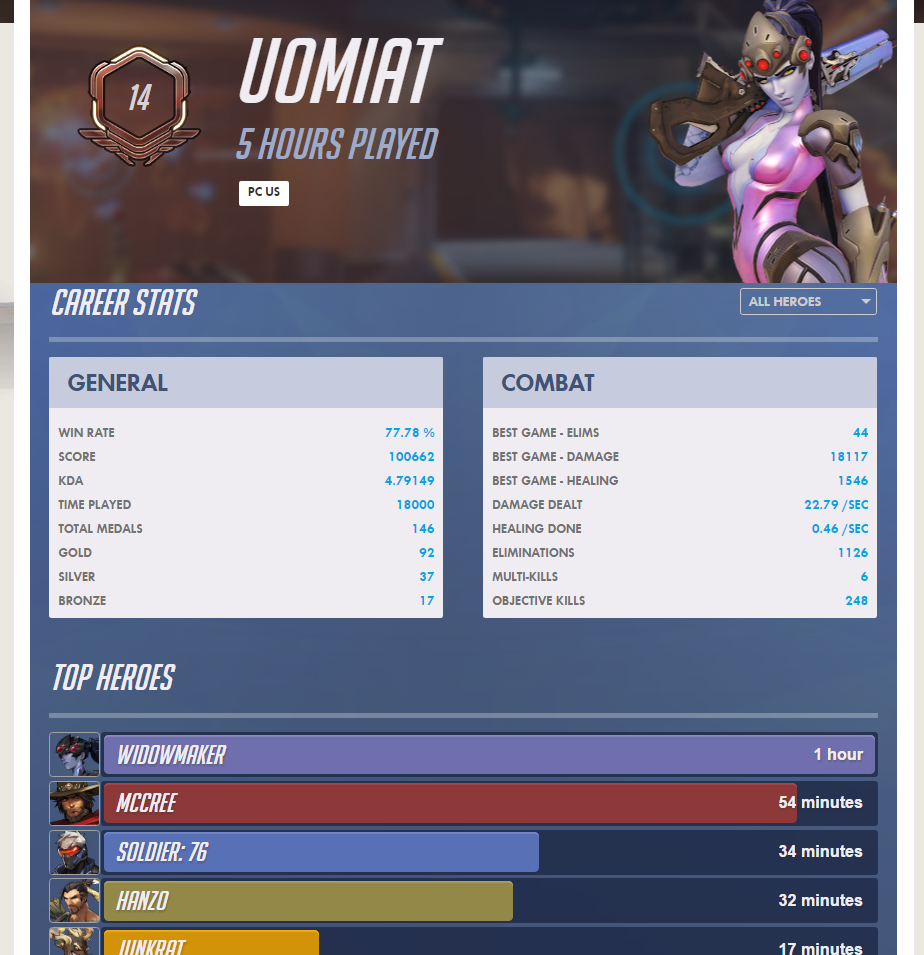 14
UOMIAT
5 HOURS PLAYED
PC US
CAREER STATS
ALL HEROES
GENERAL
WIN RATE 77.78 %
SCORE 100662
KDA 4.79149
TIME PLAYED 18000
TOTAL MEDALS 146
GOLD 92
SILVER 37
BRONZE 17
COMBAT
BEST GAME - ELIMS 44
BEST GAME - DAMAGE 18117
BEST GAME - HEALING 1546
DAMAGE DEALT 22.79 /SEC
HEALING DONE 0.46 /SEC
ELIMINATIONS 1126
MULTI-KILLS 6
OBJECTIVE KILLS 248
TOP HEROES
WIDOWMAKER 1 hour
MCCREE 54 minutes
SOLDIER: 76 34 minutes
HANZO 32 minutes
JUNKRAT 17 minutes